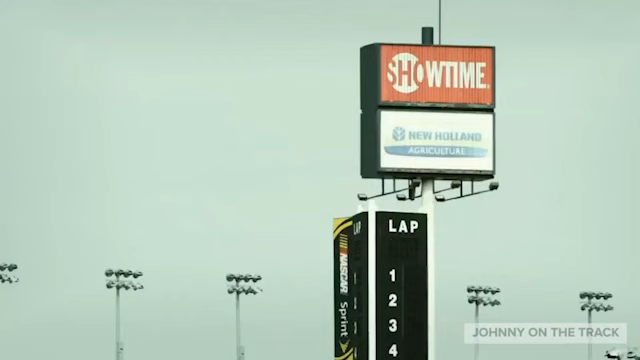 SHOWTIME
NEW HOLLAND
AGRICULTURE
LAP
1
2
3
4
NASCAR
Sprint
JOHNNY ON THE TRACK